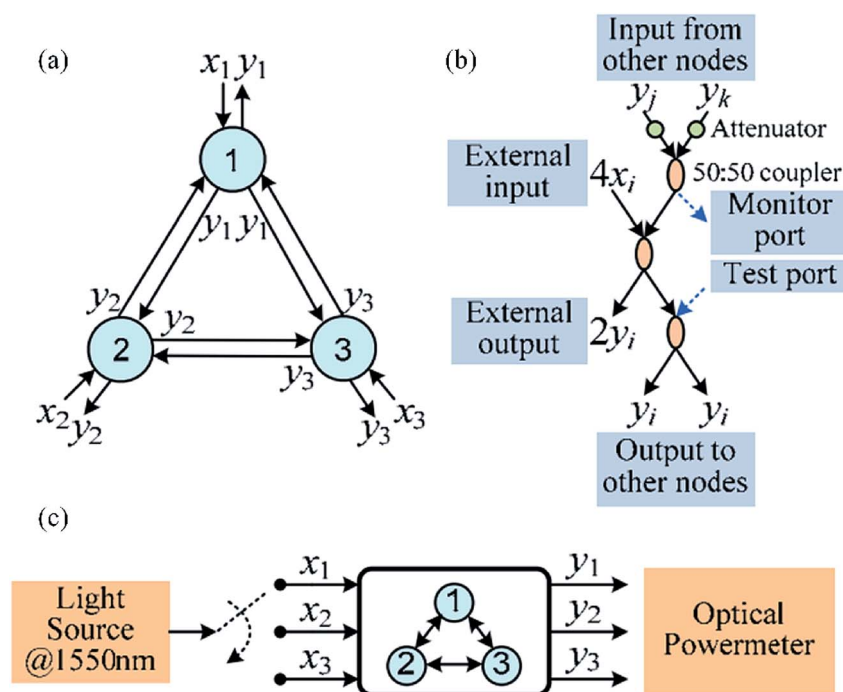 (a)
x1 y1
1
y1 y1
y2
y3
y2
2
3
y3
x2 y2
y3 x3
(b)
Input from
other nodes
yj yk
Attenuator
External
input
4xi
50:50 coupler
Monitor
port
Test port
External
output
2yi
yi yi
Output to
other nodes
(c)
Light
Source
@1550nm
x1
x2
x3
1
2
3
y1
y2
y3
Optical
Powermeter